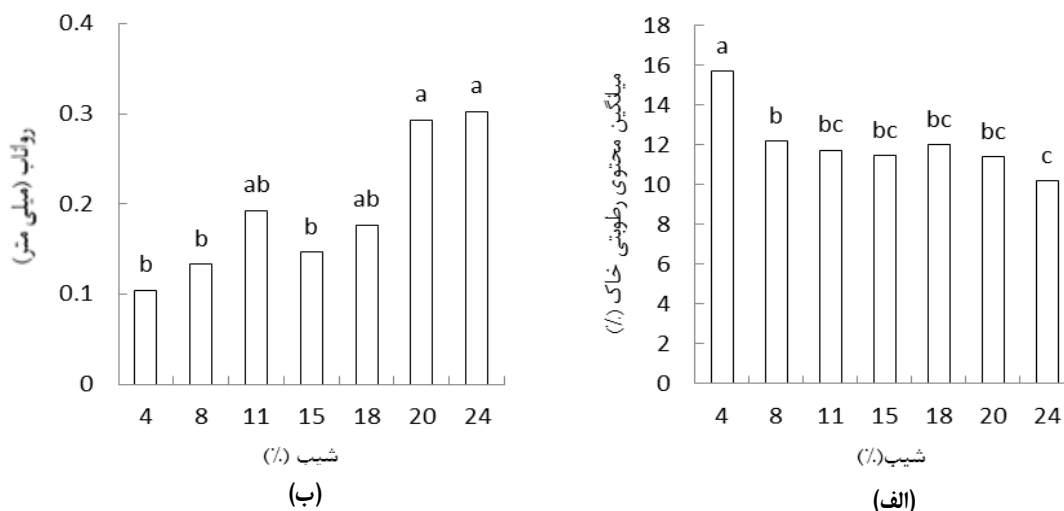 میانگین محتوی رطوبتی خاک (٪)
18
16
14
12
10
8
6
4
2
0
a
b
bc
bc
bc
bc
c
4 8 11 15 18 20 24
شیب(٪)
(الف)
رواناب (میلی متر)
0.4
0.3
0.2
0.1
0
b
b
ab
b
ab
a
a
4 8 11 15 18 20 24
شیب (٪)
(ب)